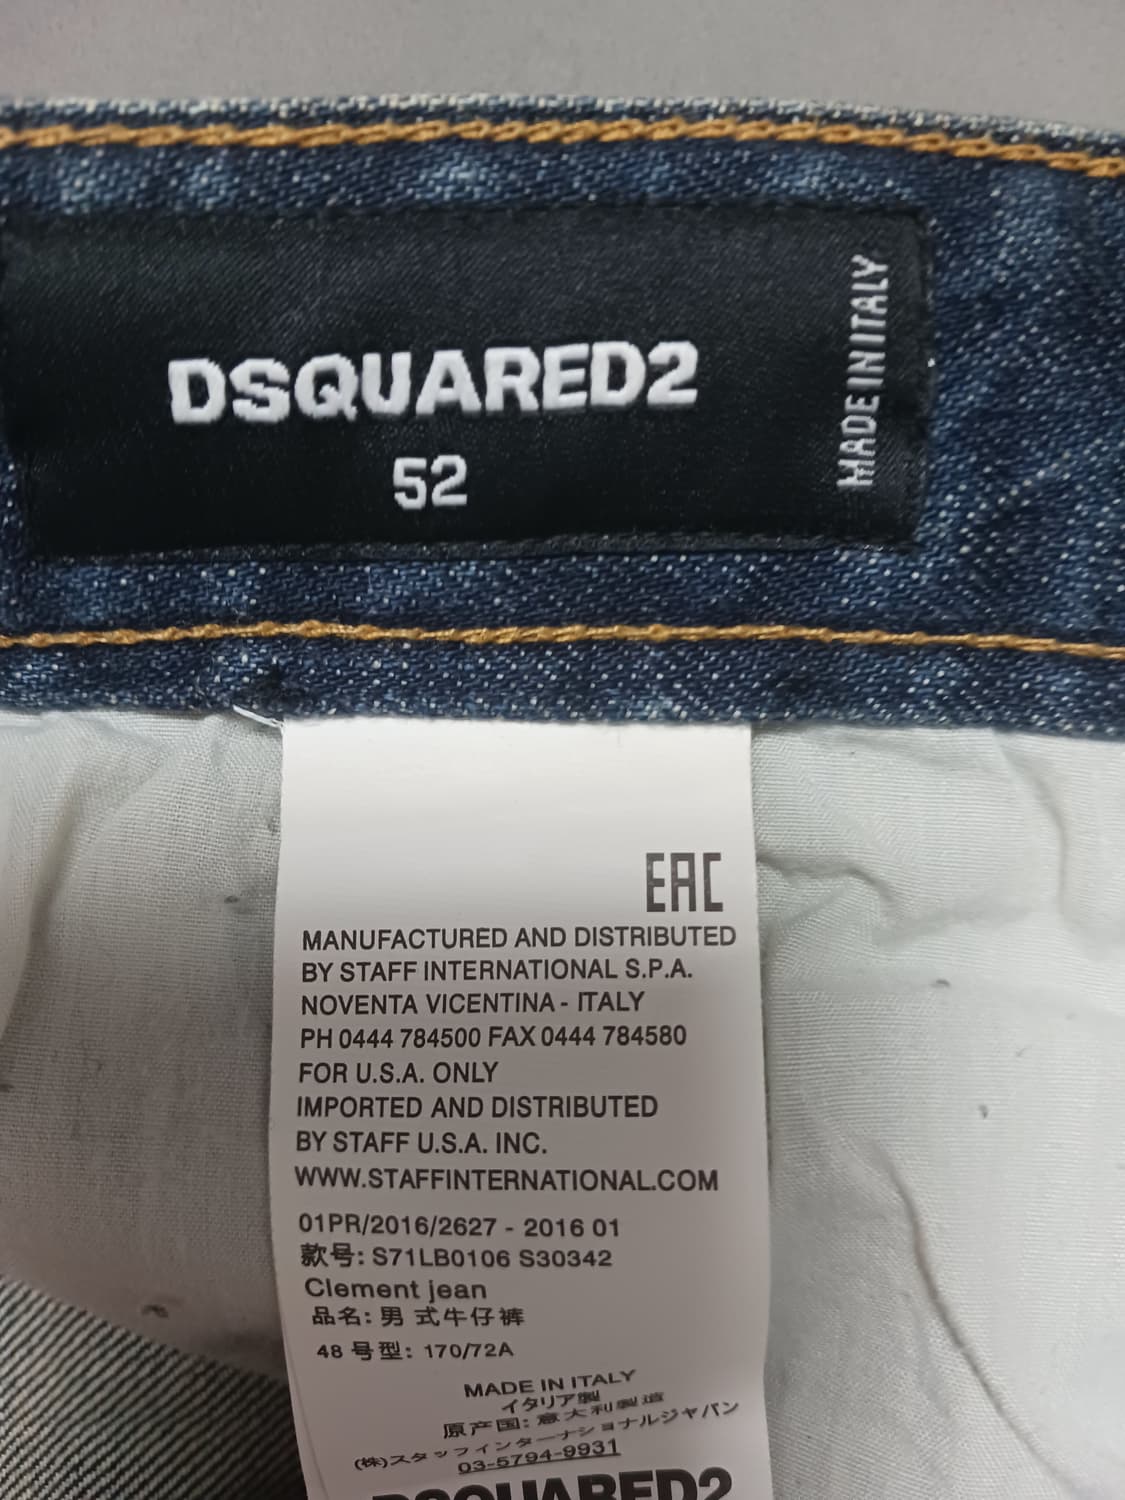 DSQUARED2
52
MADE IN ITALY
EAC
MANUFACTURED AND DISTRIBUTED
BY STAFF INTERNATIONAL S.P.A.
NOVENTA VICENTINA - ITALY
PH 0444 784500 FAX 0444 784580
FOR U.S.A. ONLY
IMPORTED AND DISTRIBUTED
BY STAFF U.S.A. INC.
WWW.STAFFINTERNATIONAL.COM
01PR/2016/2627 - 2016 01
款号: S71LB0106 S30342
Clement jean
品名: 男 式牛仔裤
48 号型: 170/72A
MADE IN ITALY
イタリア製
原产国: 意大利製造
(株)スタッフインターナショナルジャパン
03-5794-9931
DSQUARED2